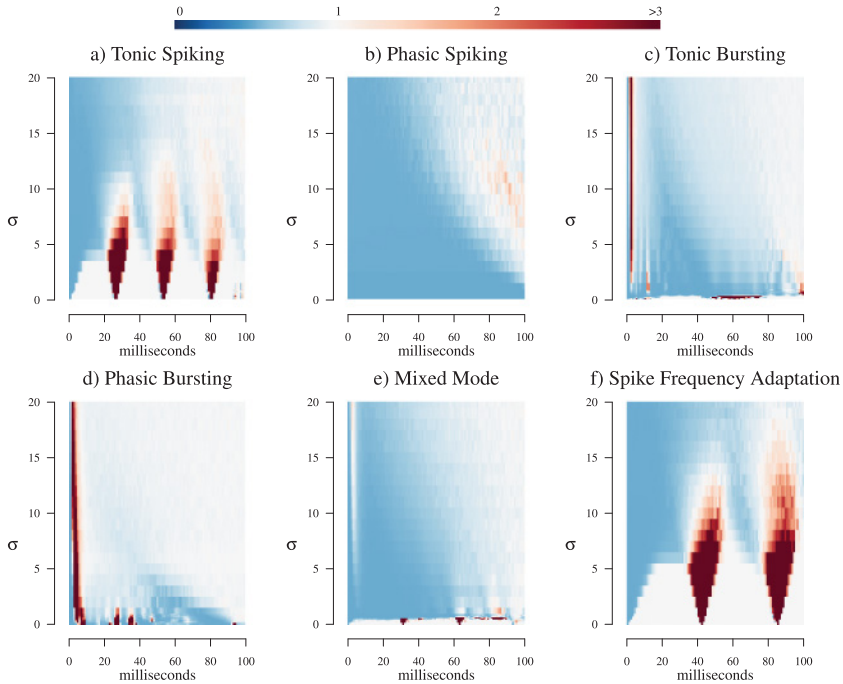 0 1 2 >3
a) Tonic Spiking b) Phasic Spiking c) Tonic Bursting
20 20 20
15 15 15
10 10 10
σ σ σ
5 5 5
0 0 0
0 20 40 60 80 100 0 20 40 60 80 100 0 20 40 60 80 100
milliseconds milliseconds milliseconds
d) Phasic Bursting e) Mixed Mode f) Spike Frequency Adaptation
20 20 20
15 15 15
10 10 10
σ σ σ
5 5 5
0 0 0
0 20 40 60 80 100 0 20 40 60 80 100 0 20 40 60 80 100
milliseconds milliseconds milliseconds